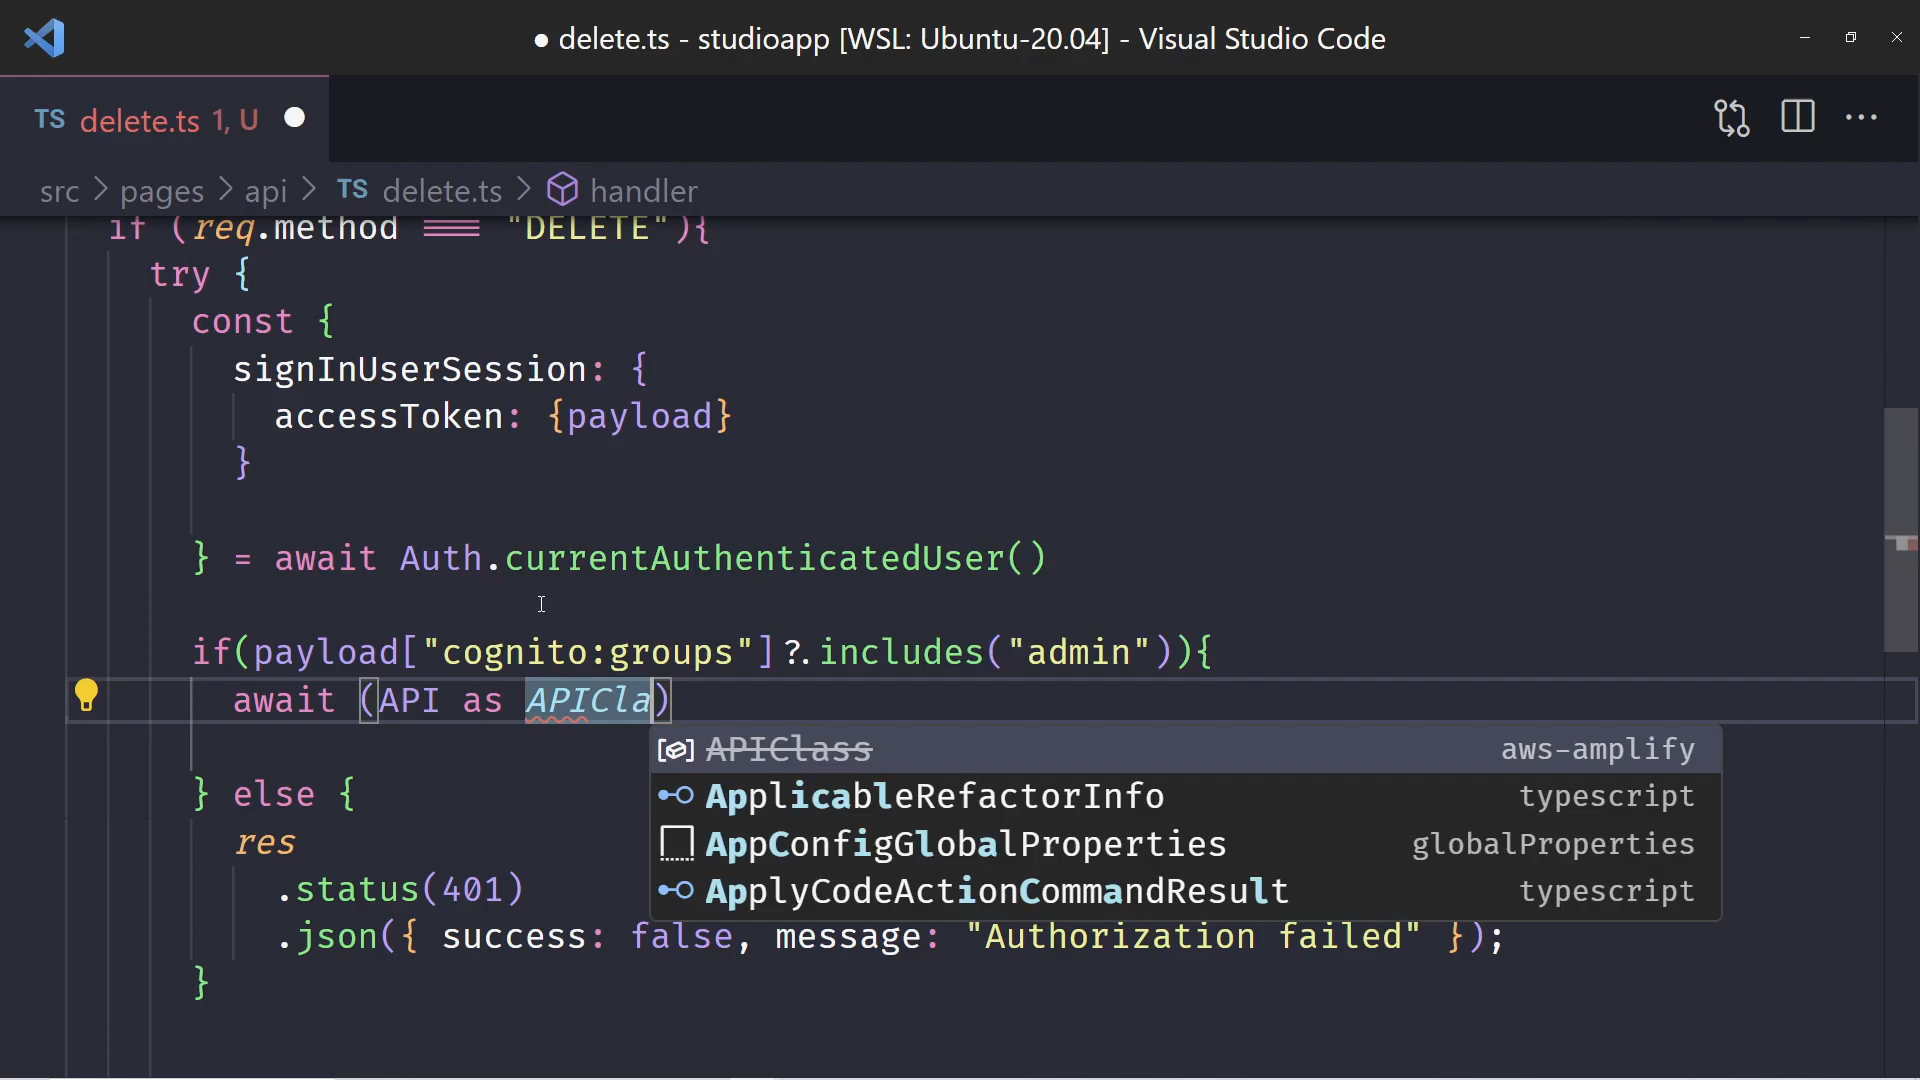 ● delete.ts - studioapp [WSL: Ubuntu-20.04] - Visual Studio Code
TS delete.ts 1, U ●
src > pages > api > TS delete.ts > handler
if (req.method === "DELETE"){
try {
const {
signInUserSession: {
accessToken: {payload}
}
} = await Auth.currentAuthenticatedUser()
if(payload["cognito:groups"]?.includes("admin")){
await (API as APICla)
APIClass aws-amplify
ApplicableRefactorInfo typescript
AppConfigGlobalProperties globalProperties
ApplyCodeActionCommandResult typescript
} else {
res
.status(401)
.json({ success: false, message: "Authorization failed" });
}